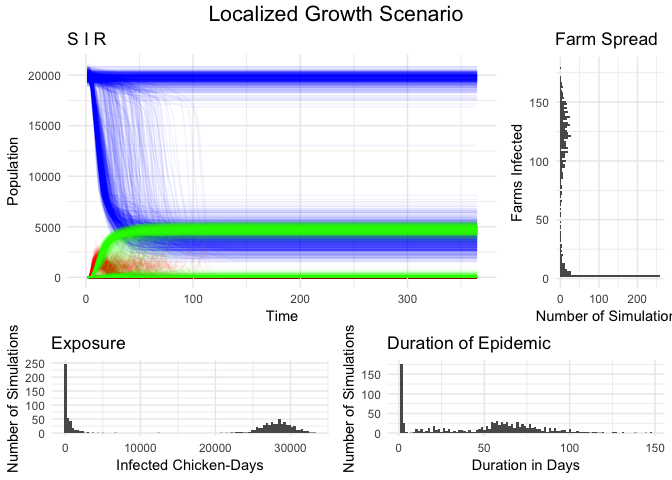 Localized Growth Scenario
S I R
Farm Spread
Population
20000
15000
10000
5000
0
0
100
200
300
Time
Farms Infected
150
100
50
0
0
100
200
Number of Simulation
Exposure
Number of Simulations
250
200
150
100
50
0
0
10000
20000
30000
Infected Chicken-Days
Duration of Epidemic
Number of Simulations
150
100
50
0
0
50
100
150
Duration in Days